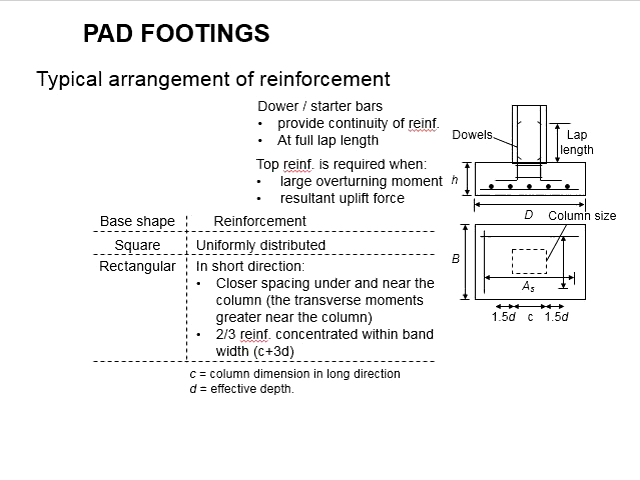 PAD FOOTINGS
Typical arrangement of reinforcement
Dower / starter bars
• provide continuity of reinf.
• At full lap length
Top reinf. is required when:
• large overturning moment
• resultant uplift force
Dowels
Lap
length
h
D
Column size
B
As
1.5d c 1.5d
Base shape Reinforcement
Square Uniformly distributed
Rectangular In short direction:
• Closer spacing under and near the
column (the transverse moments
greater near the column)
• 2/3 reinf. concentrated within band
width (c+3d)
c = column dimension in long direction
d = effective depth.